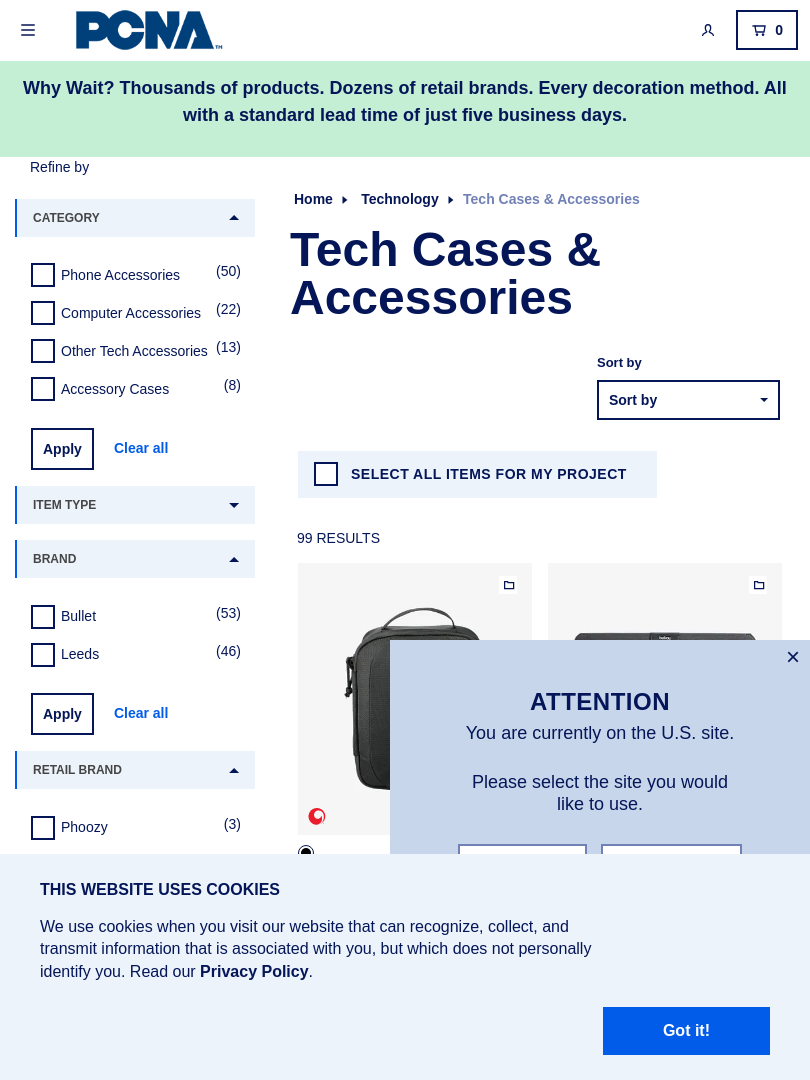 PCNA TM
0
Why Wait? Thousands of products. Dozens of retail brands. Every decoration method. All
with a standard lead time of just five business days.
Refine by
Home
Technology
Tech Cases & Accessories
CATEGORY
Tech Cases &
Accessories
Phone Accessories (50)
Computer Accessories (22)
Other Tech Accessories (13)
Accessory Cases (8)
Sort by
Sort by
Apply
Clear all
SELECT ALL ITEMS FOR MY PROJECT
ITEM TYPE
99 RESULTS
BRAND
Bullet (53)
Leeds (46)
Apply
Clear all
RETAIL BRAND
Phoozy (3)
ATTENTION
You are currently on the U.S. site.
Please select the site you would
like to use.
THIS WEBSITE USES COOKIES
We use cookies when you visit our website that can recognize, collect, and
transmit information that is associated with you, but which does not personally
identify you. Read our Privacy Policy.
Got it!